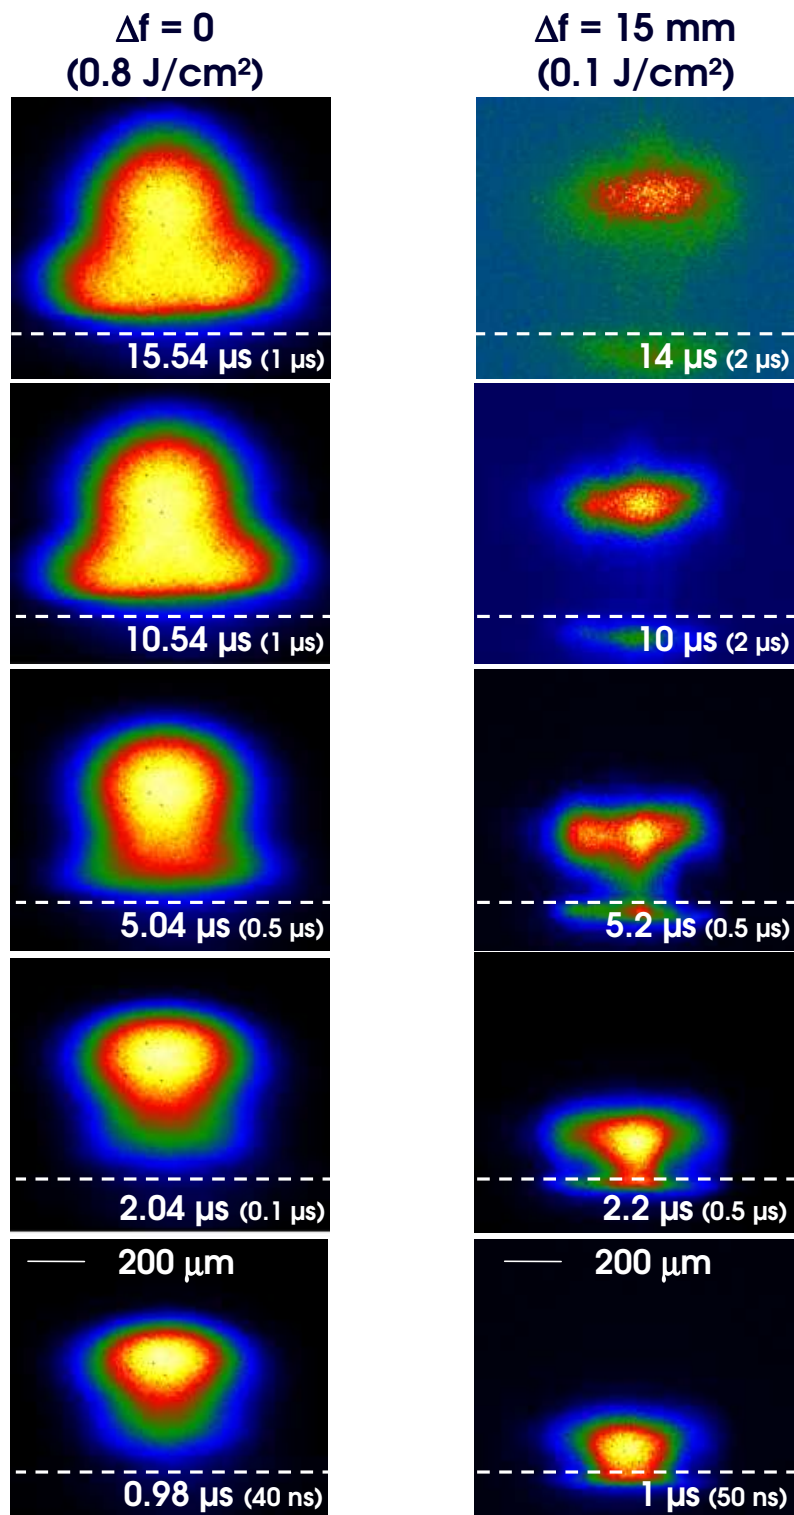 Δf = 0
(0.8 J/cm²)
Δf = 15 mm
(0.1 J/cm²)
15.54 µs (1 µs)
14 µs (2 µs)
10.54 µs (1 µs)
10 µs (2 µs)
5.04 µs (0.5 µs)
5.2 µs (0.5 µs)
2.04 µs (0.1 µs)
2.2 µs (0.5 µs)
200 µm
200 µm
0.98 µs (40 ns)
1 µs (50 ns)